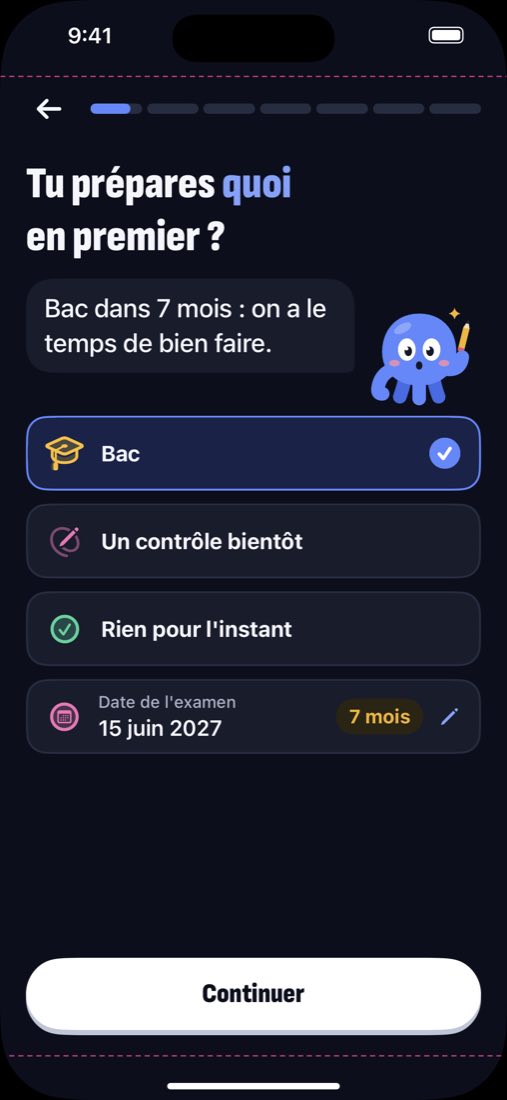 9:41
Tu prépares quoi
en premier ?
Bac dans 7 mois : on a le
temps de bien faire.
Bac
Un contrôle bientôt
Rien pour l'instant
Date de l'examen
15 juin 2027
7 mois
Continuer